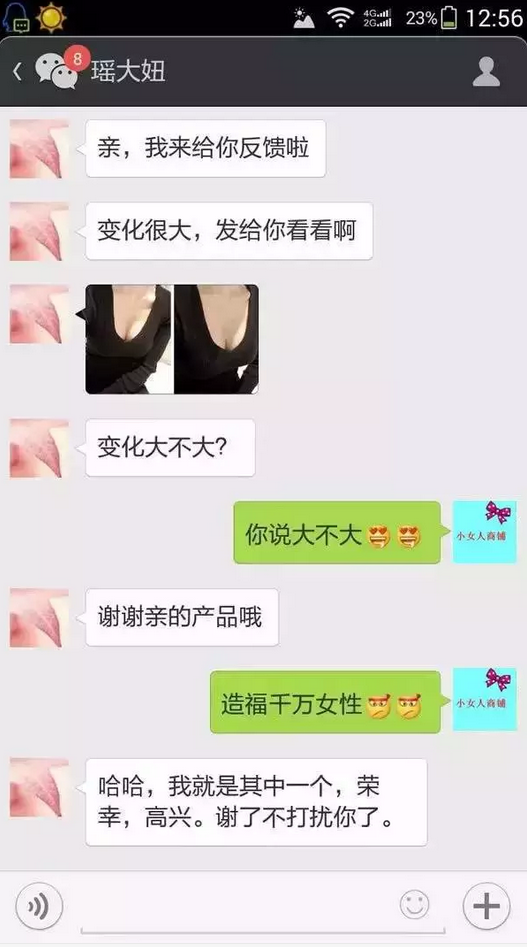 4G
2G
23%
12:56
8
瑶大妞
亲，我来给你反馈啦
变化很大，发给你看看啊
变化大不大？
你说大不大
小女人商铺
谢谢亲的产品哦
造福千万女性
小女人商铺
哈哈，我就是其中一个，荣
幸，高兴。谢了不打扰你了。